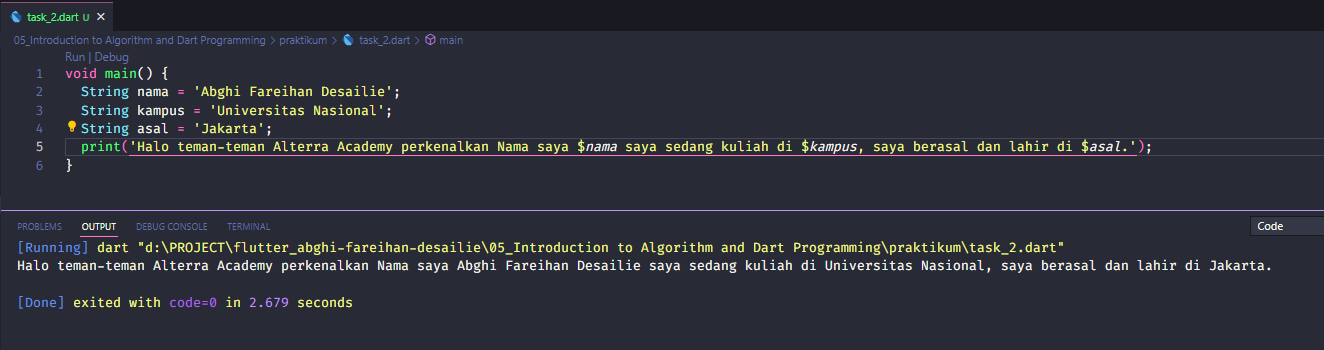 task_2.dart U ×
05_Introduction to Algorithm and Dart Programming > praktikum > task_2.dart > main
Run | Debug
1 void main() {
2 String nama = 'Abghi Fareihan Desailie';
3 String kampus = 'Universitas Nasional';
4 String asal = 'Jakarta';
5 print('Halo teman-teman Alterra Academy perkenalkan Nama saya $nama saya sedang kuliah di $kampus, saya berasal dan lahir di $asal.');
6 }
PROBLEMS OUTPUT DEBUG CONSOLE TERMINAL Code
[Running] dart "d:\PROJECT\flutter_abghi-fareihan-desailie\05_Introduction to Algorithm and Dart Programming\praktikum\task_2.dart"
Halo teman-teman Alterra Academy perkenalkan Nama saya Abghi Fareihan Desailie saya sedang kuliah di Universitas Nasional, saya berasal dan lahir di Jakarta.
[Done] exited with code=0 in 2.679 seconds